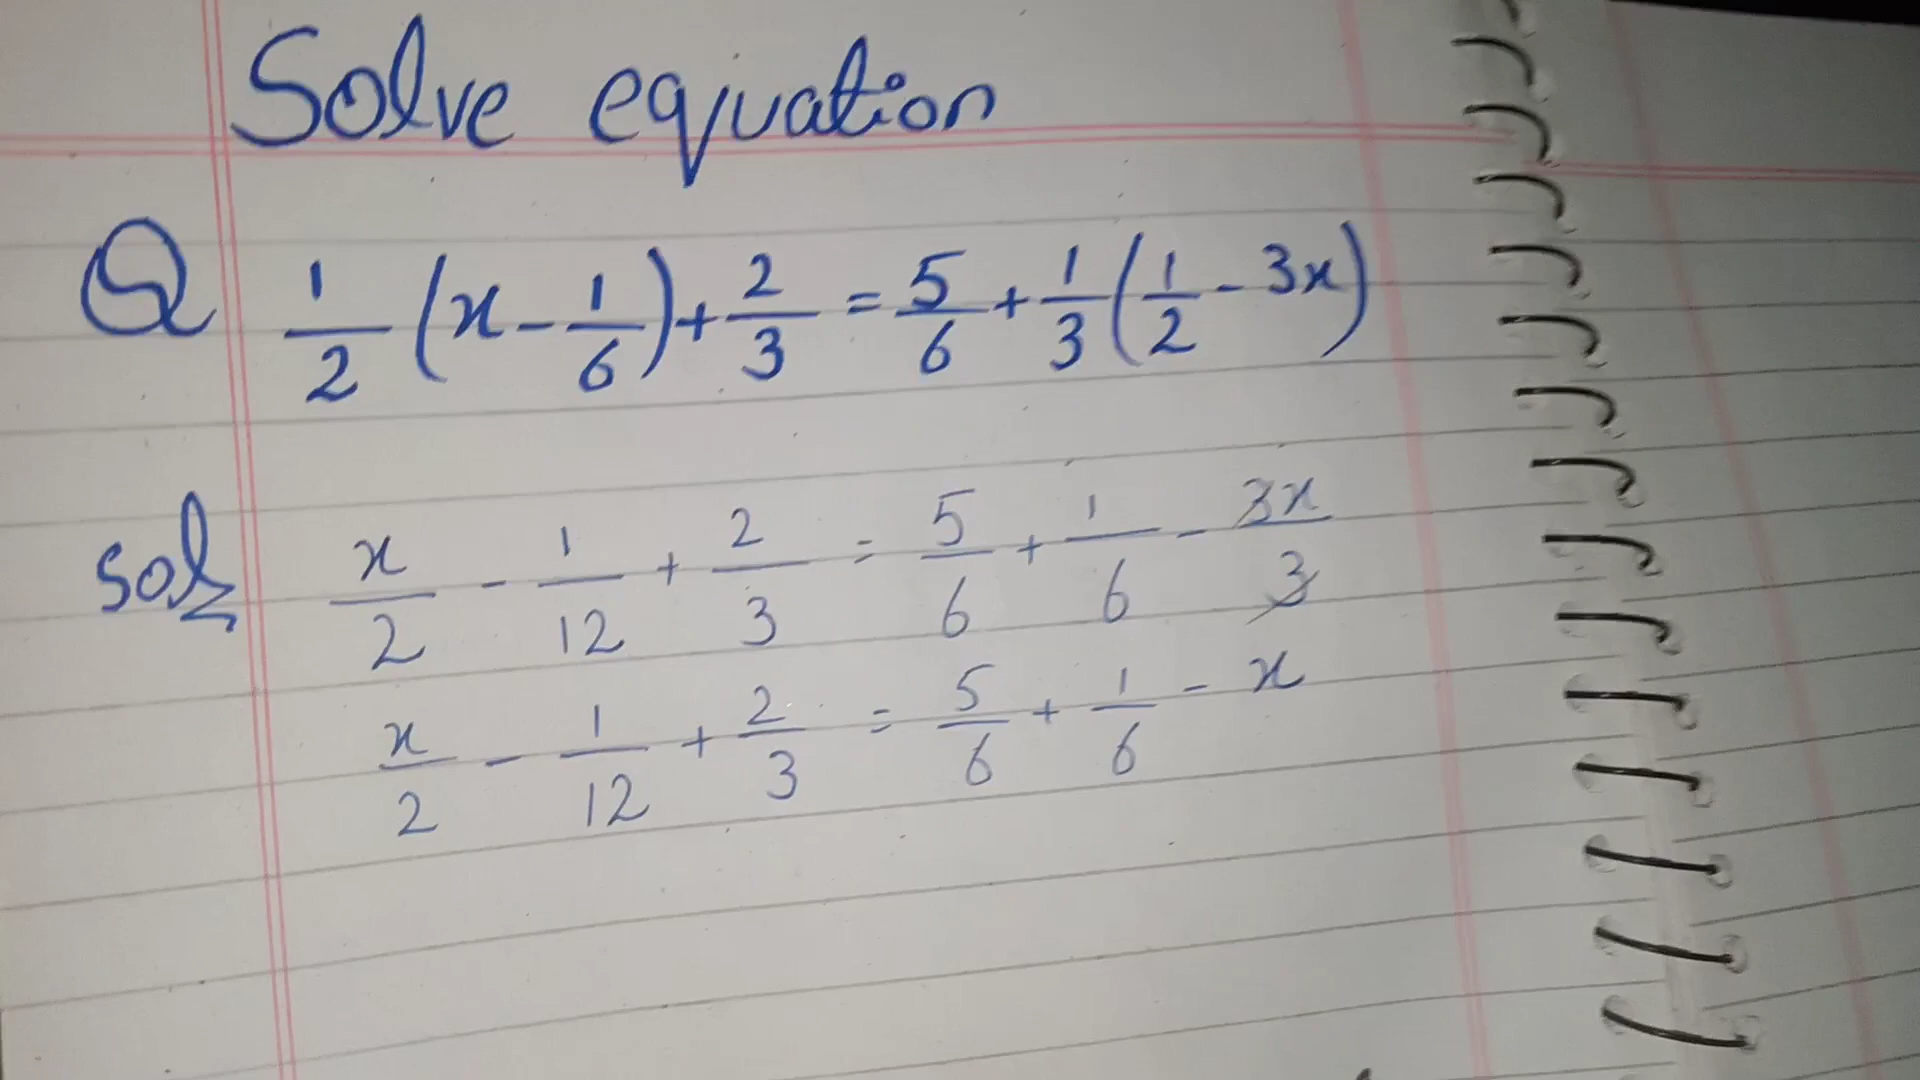 Solve equation
Q 1/2 (x - 1/6) + 2/3 = 5/6 + 1/3 (1/2 - 3x)
Sol x/2 - 1/12 + 2/3 = 5/6 + 1/6 - 3x/3
x/2 - 1/12 + 2/3 = 5/6 + 1/6 - x